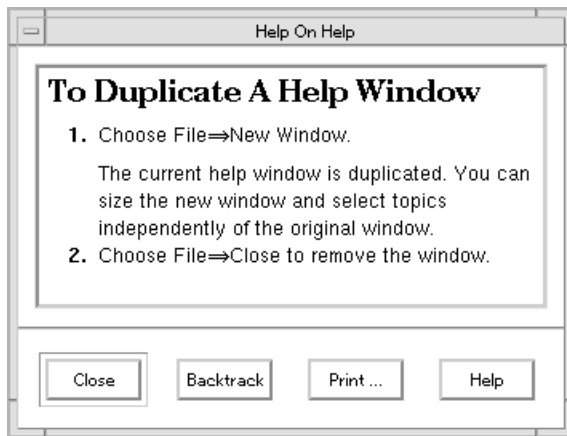 Help On Help
To Duplicate A Help Window
1. Choose File⇒New Window.
The current help window is duplicated. You can
size the new window and select topics
independently of the original window.
2. Choose File⇒Close to remove the window.
Close
Backtrack
Print ...
Help